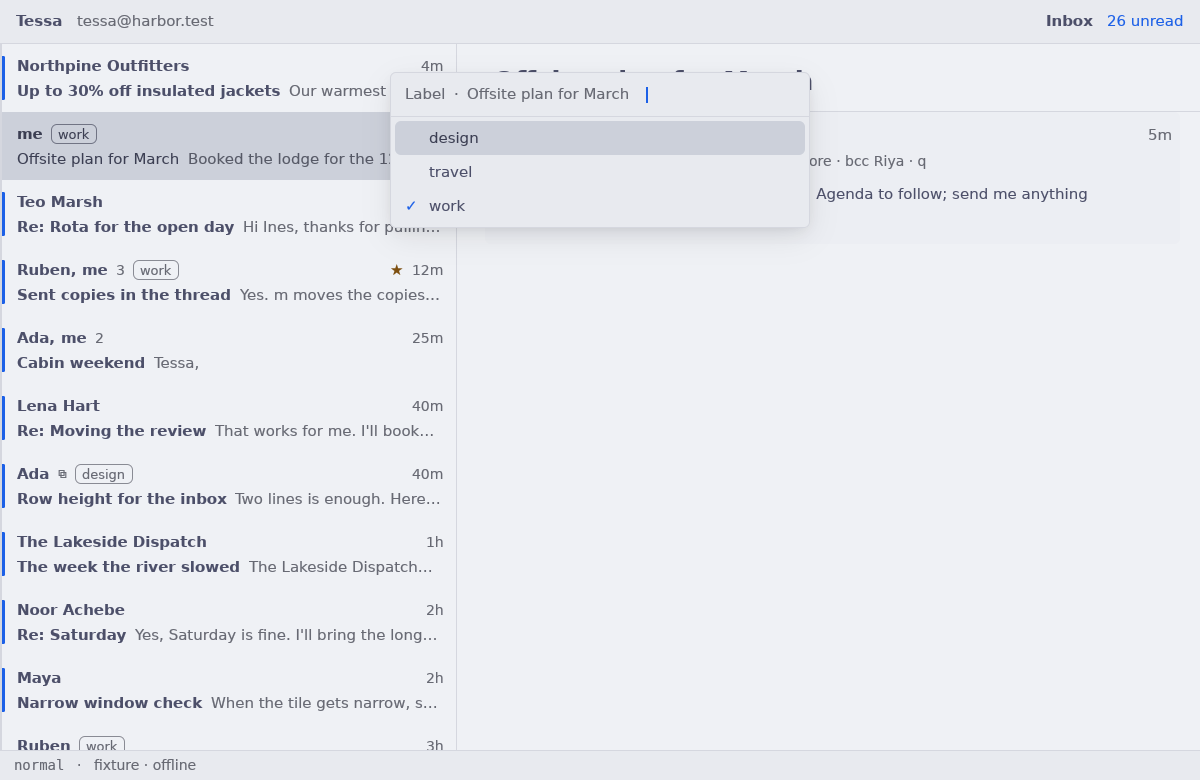 Tessa tessa@harbor.test
Inbox 26 unread
Northpine Outfitters 4m
Up to 30% off insulated jackets Our warmest
me work
Offsite plan for March Booked the lodge for the
Teo Marsh
Re: Rota for the open day Hi Ines, thanks for
Ruben, me 3 work ★ 12m
Sent copies in the thread Yes. m moves the copies…
Ada, me 2 25m
Cabin weekend Tessa,
Lena Hart 40m
Re: Moving the review That works for me. I'll book…
Ada ⧉ design 40m
Row height for the inbox Two lines is enough. Here…
The Lakeside Dispatch 1h
The week the river slowed The Lakeside Dispatch…
Noor Achebe 2h
Re: Saturday Yes, Saturday is fine. I'll bring the long…
Maya 2h
Narrow window check When the tile gets narrow, s…
Ruben work 3h
Label · Offsite plan for March
design
travel
✓ work
5m
· bcc Riya · q
Agenda to follow; send me anything
normal · fixture · offline